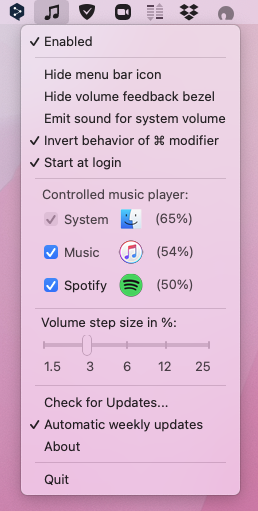 Enabled
Hide menu bar icon
Hide volume feedback bezel
Emit sound for system volume
Invert behavior of ⌘ modifier
Start at login
Controlled music player:
System (65%)
Music (54%)
Spotify (50%)
Volume step size in %:
1.5 3 6 12 25
Check for Updates...
Automatic weekly updates
About
Quit